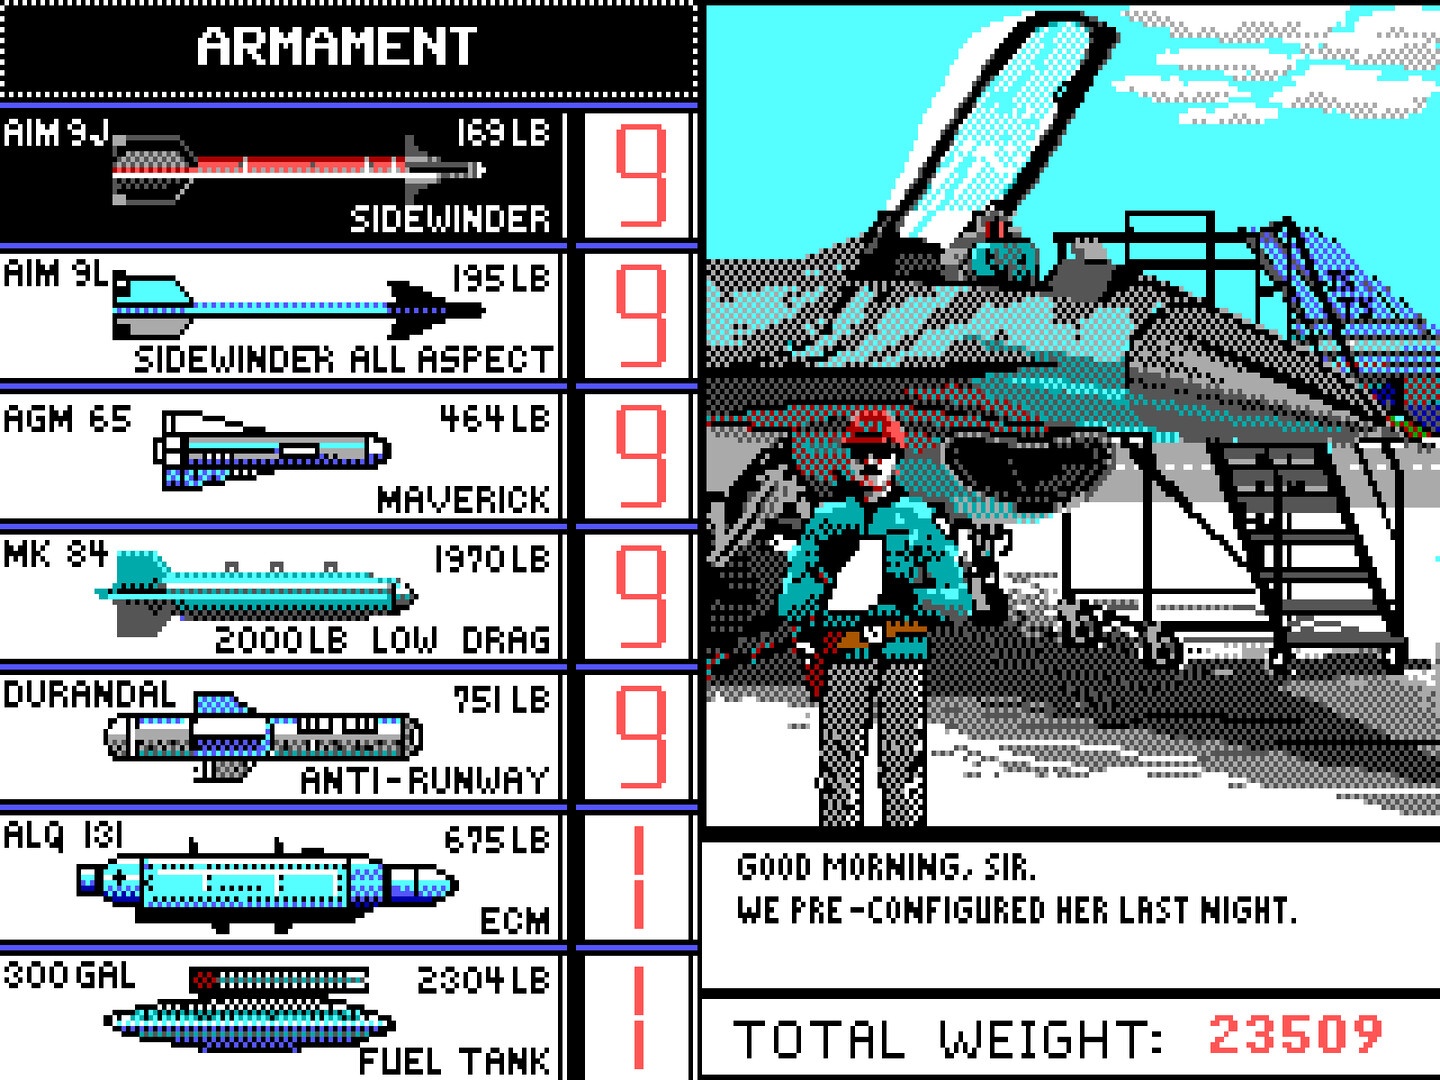 ARMAMENT
AIM 9J 169 LB
SIDEWINDER
9
AIM 9L 195 LB
SIDEWINDER ALL ASPECT
9
AGM 65 464 LB
MAVERICK
9
MK 84 1970 LB
2000 LB LOW DRAG
9
DURANDAL 751 LB
ANTI-RUNWAY
9
ALQ 131 675 LB
ECM
1
300 GAL 2304 LB
FUEL TANK
1
GOOD MORNING, SIR.
WE PRE-CONFIGURED HER LAST NIGHT.
TOTAL WEIGHT: 23509